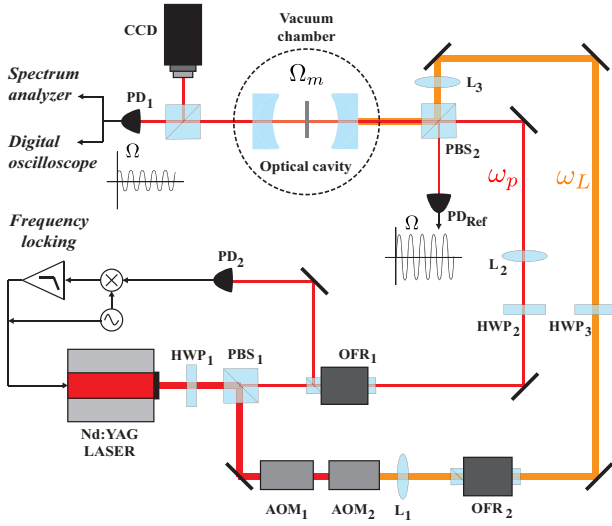 CCD
Vacuum
chamber
Spectrum
analyzer
PD1
Ωm
L3
Digital
oscilloscope
Ω
Optical cavity
PBS2
ωp
ωL
Frequency
locking
Ω
PDRef
PD2
L2
HWP2
HWP3
HWP1
PBS1
OFR1
Nd:YAG
LASER
AOM1
AOM2
L1
OFR2